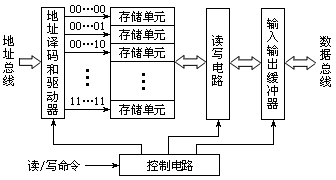 地址总线
地址译码和驱动器
00…00
00…01
00…10
11…11
存储单元
存储单元
存储单元
存储单元
读写电路
输入输出缓冲器
数据总线
读/写命令
控制电路